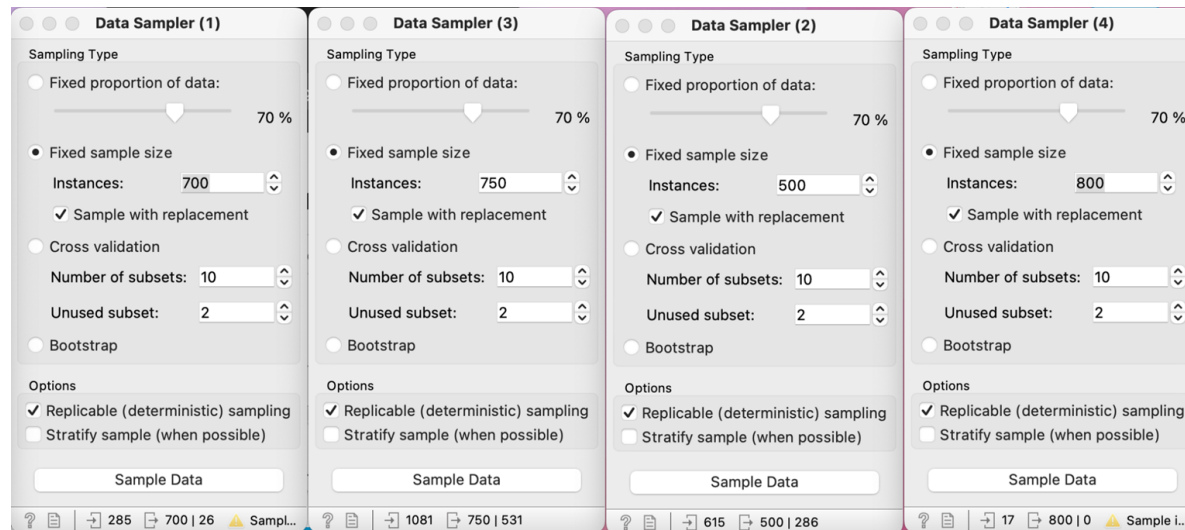 Data Sampler (1)
Sampling Type
Fixed proportion of data:
70 %
Fixed sample size
Instances: 700
Sample with replacement
Cross validation
Number of subsets: 10
Unused subset: 2
Bootstrap
Options
Replicable (deterministic) sampling
Stratify sample (when possible)
Sample Data
? 285 700 | 26 Sampl...
Data Sampler (3)
Sampling Type
Fixed proportion of data:
70 %
Fixed sample size
Instances: 750
Sample with replacement
Cross validation
Number of subsets: 10
Unused subset: 2
Bootstrap
Options
Replicable (deterministic) sampling
Stratify sample (when possible)
Sample Data
? 1081 750 | 531
Data Sampler (2)
Sampling Type
Fixed proportion of data:
70 %
Fixed sample size
Instances: 500
Sample with replacement
Cross validation
Number of subsets: 10
Unused subset: 2
Bootstrap
Options
Replicable (deterministic) sampling
Stratify sample (when possible)
Sample Data
? 615 500 | 286
Data Sampler (4)
Sampling Type
Fixed proportion of data:
70 %
Fixed sample size
Instances: 800
Sample with replacement
Cross validation
Number of subsets: 10
Unused subset: 2
Bootstrap
Options
Replicable (deterministic) sampling
Stratify sample (when possible)
Sample Data
? 17 800 | 0 Sample i..